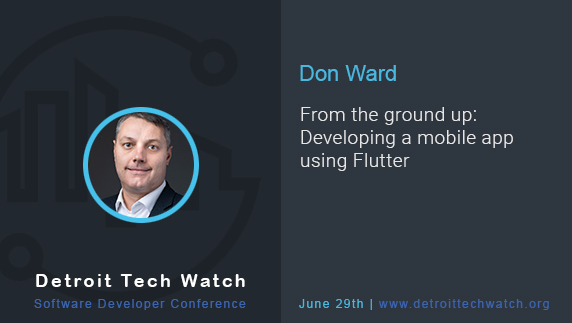 Don Ward
From the ground up:
Developing a mobile app
using Flutter
Detroit Tech Watch
Software Developer Conference
June 29th | www.detroittechwatch.org